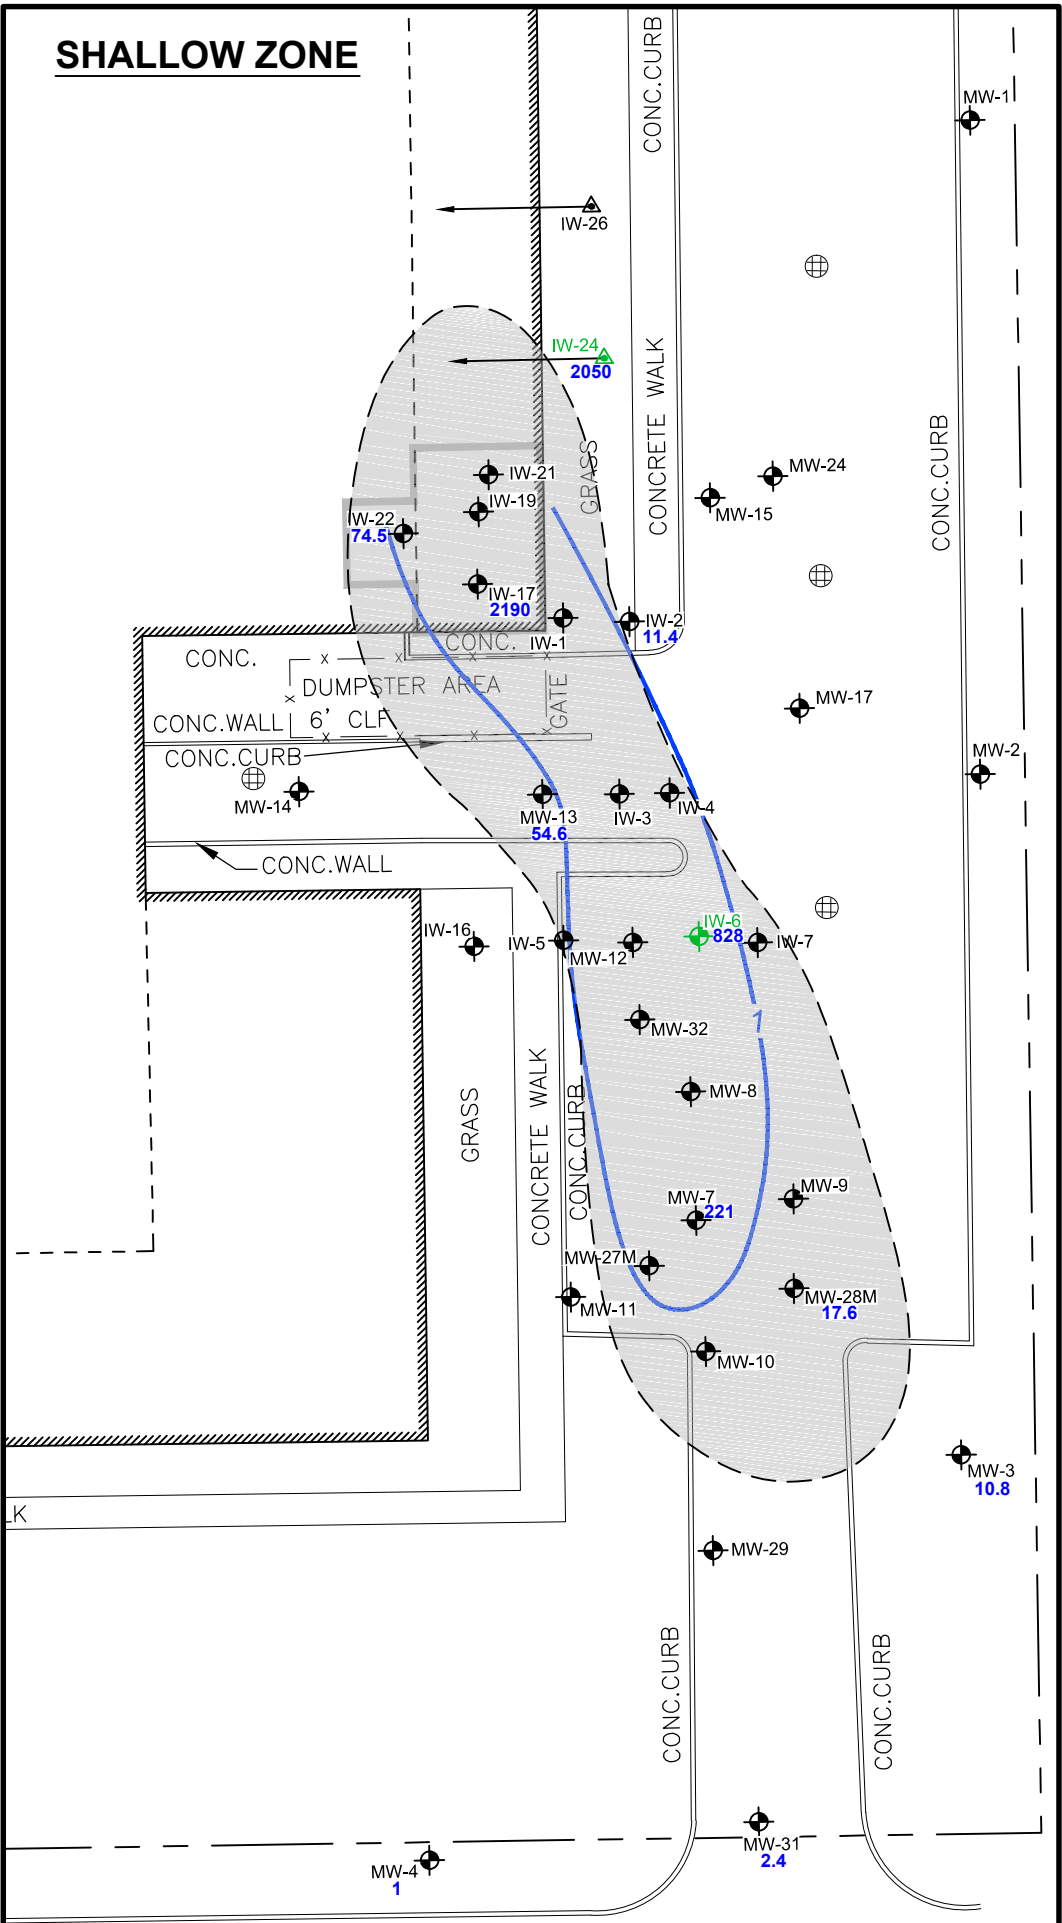 SHALLOW ZONE
CONC.CURB
MW-1
IW-26
IW-24
2050
CONCRETE WALK
GRASS
CONC.CURB
IW-21
MW-24
IW-19
MW-15
IW-22
74.5
IW-17
2190
IW-1
IW-2
11.4
CONC.
CONC.
DUMPSTER AREA
GATE
MW-17
CONC.WALL
6' CLF
CONC.CURB
MW-2
MW-14
MW-13
54.6
IW-3
IW-4
CONC.WALL
IW-16
IW-5
MW-12
IW-6
828
IW-7
1
MW-32
MW-8
GRASS
CONCRETE WALK
CONC.CURB
MW-7
221
MW-9
MW-27M
MW-28M
17.6
MW-11
MW-10
MW-3
10.8
LK
MW-29
CONC.CURB
CONC.CURB
MW-31
2.4
MW-4
1